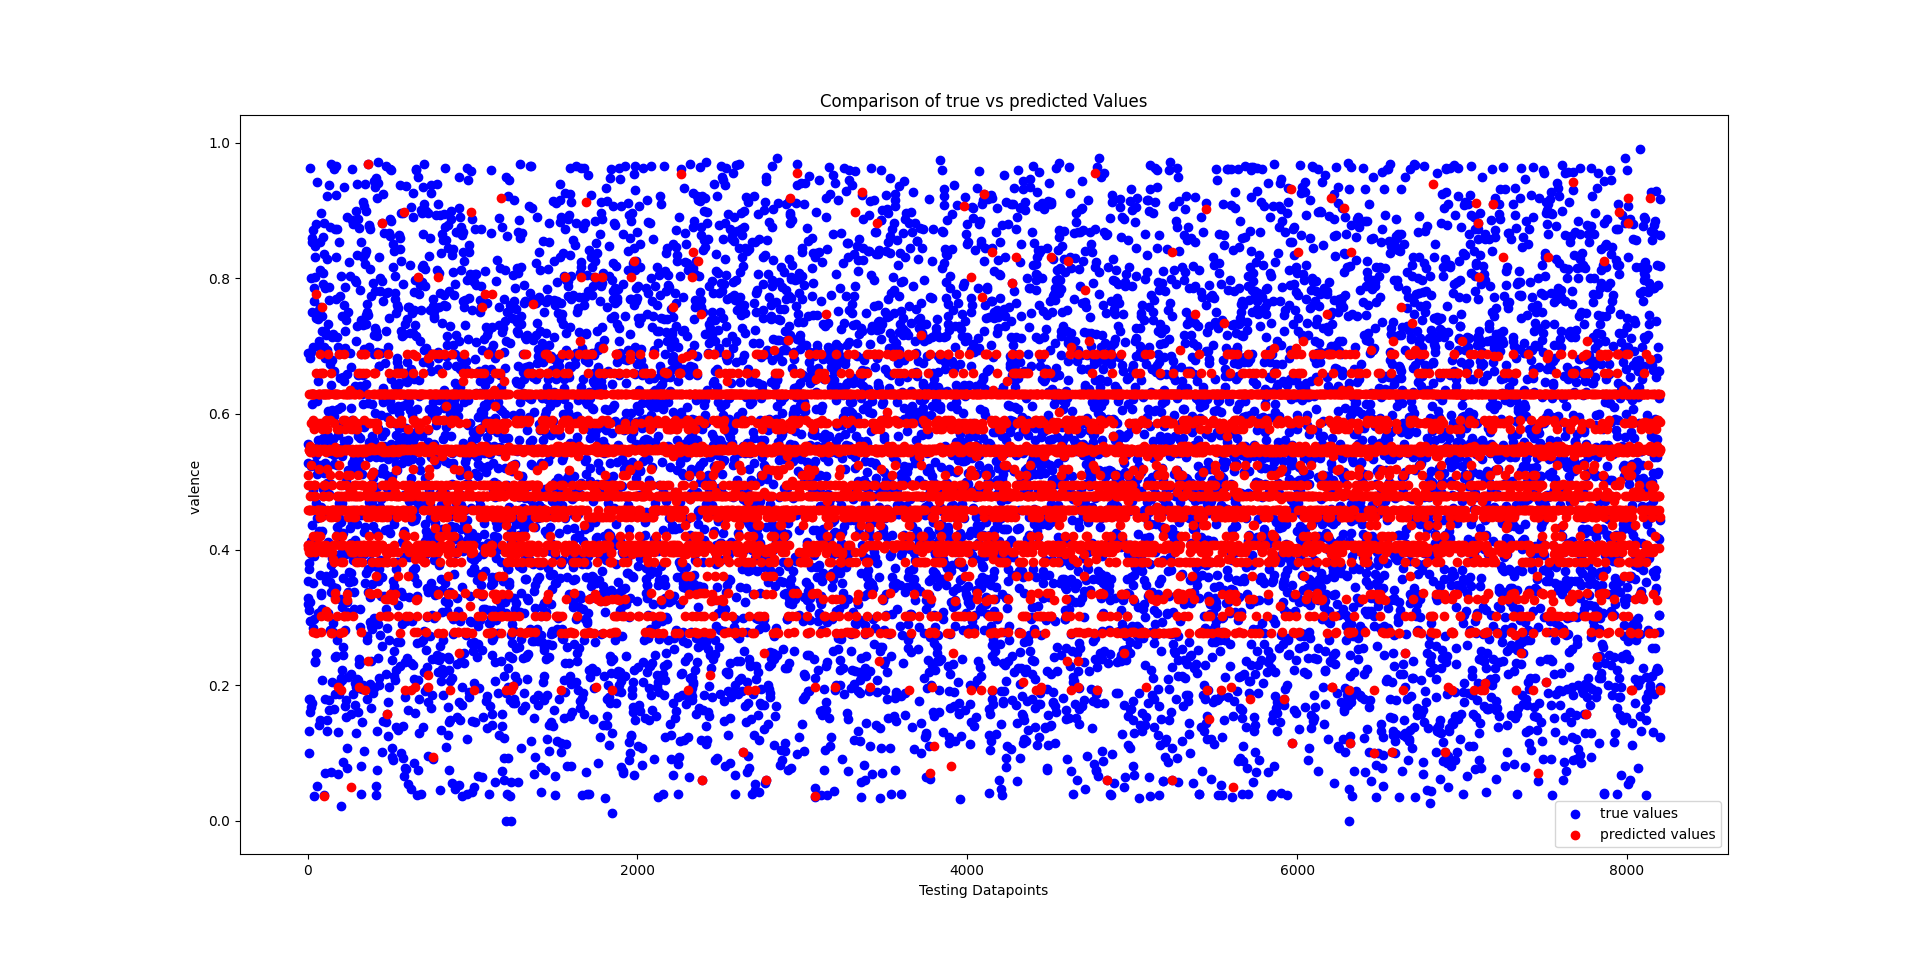 Comparison of true vs predicted Values
1.0
0.8
0.6
0.4
0.2
0.0
valence
0
2000
4000
6000
8000
Testing Datapoints
true values
predicted values